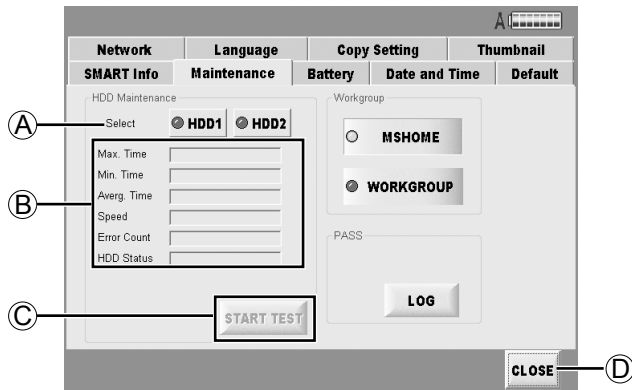 A
Network Language Copy Setting Thumbnail
SMART Info Maintenance Battery Date and Time Default
HDD Maintenance
A Select HDD1 HDD2
B
Max. Time
Min. Time
Averg. Time
Speed
Error Count
HDD Status
C START TEST
Workgroup
MSHOME
WORKGROUP
PASS
LOG
CLOSE D